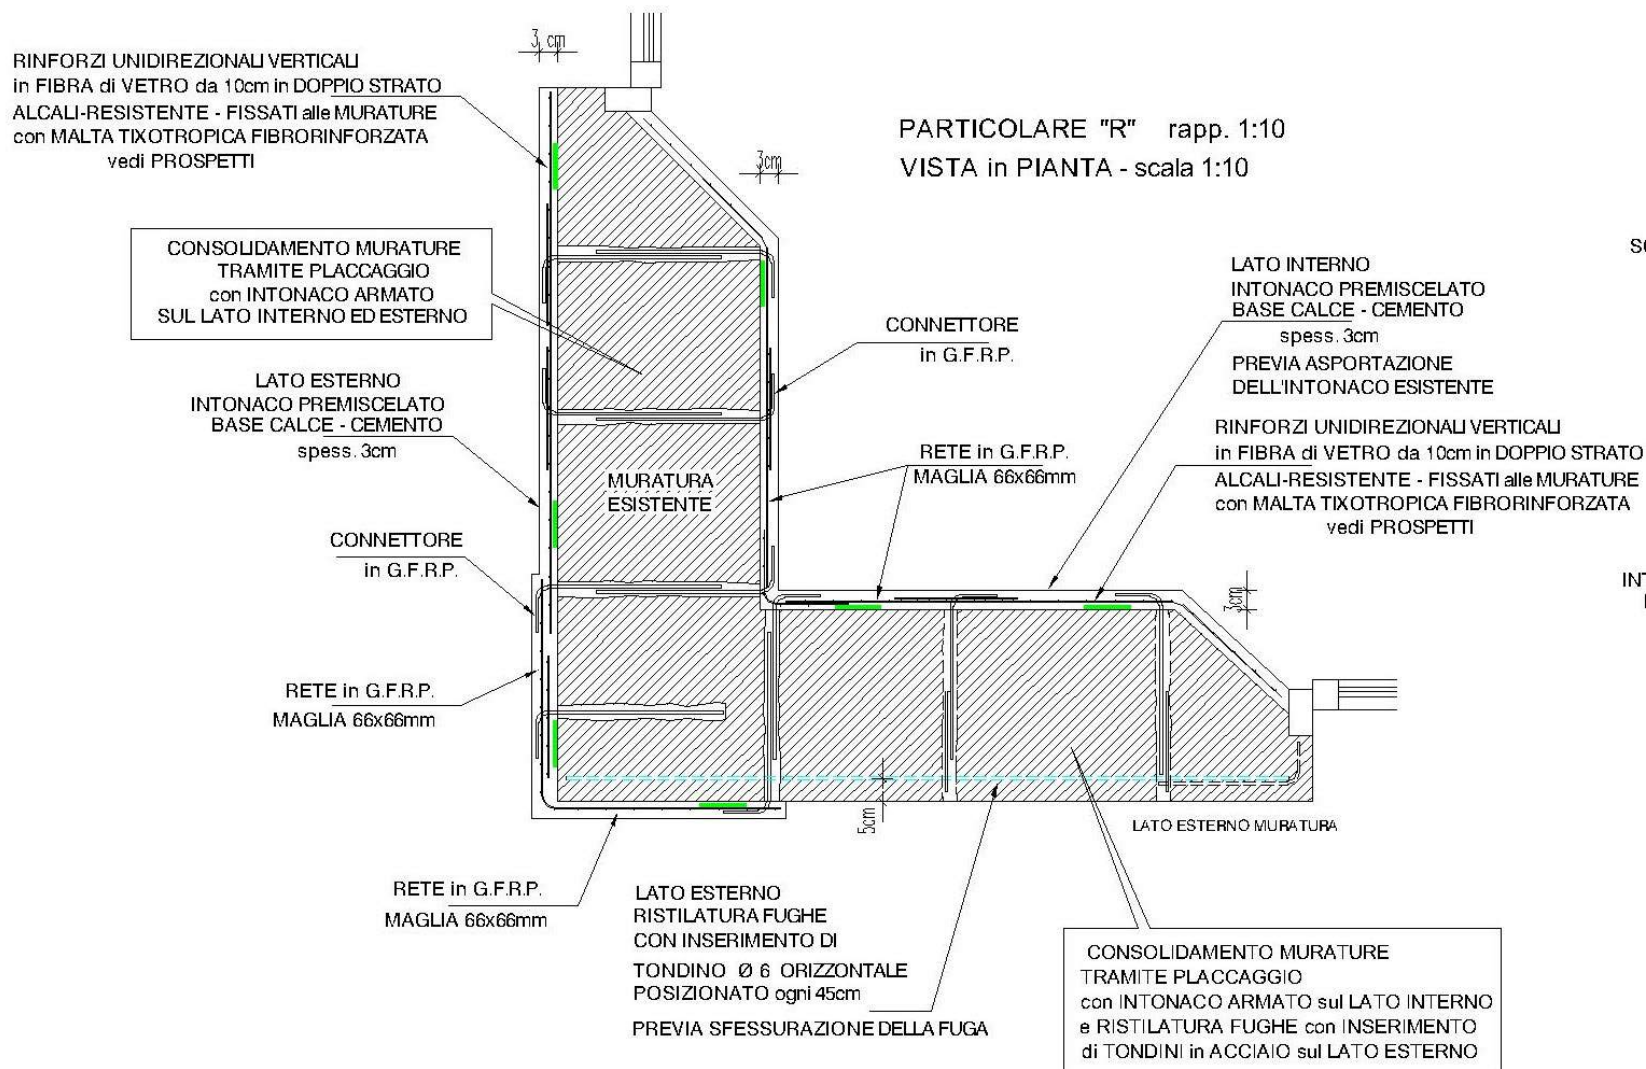 3 cm
RINFORZI UNIDIREZIONALI VERTICALI
in FIBRA di VETRO da 10cm in DOPPIO STRATO
ALCALI-RESISTENTE - FISSATI alle MURATURE
con MALTA TIXOTROPICA FIBRORINFORZATA
vedi PROSPETTI
PARTICOLARE "R" rapp. 1:10
VISTA in PIANTA - scala 1:10
3cm
CONSOLIDAMENTO MURATURE
TRAMITE PLACCAGGIO
con INTONACO ARMATO
SUL LATO INTERNO ED ESTERNO
LATO INTERNO
INTONACO PREMISCELATO
BASE CALCE - CEMENTO
spess. 3cm
PREVIA ASPORTAZIONE
DELL'INTONACO ESISTENTE
CONNETTORE
in G.F.R.P.
LATO ESTERNO
INTONACO PREMISCELATO
BASE CALCE - CEMENTO
spess. 3cm
RINFORZI UNIDIREZIONALI VERTICALI
in FIBRA di VETRO da 10cm in DOPPIO STRATO
ALCALI-RESISTENTE - FISSATI alle MURATURE
con MALTA TIXOTROPICA FIBRORINFORZATA
vedi PROSPETTI
RETE in G.F.R.P.
MAGLIA 66x66mm
MURATURA
ESISTENTE
CONNETTORE
in G.F.R.P.
3cm
RETE in G.F.R.P.
MAGLIA 66x66mm
5cm
LATO ESTERNO MURATURA
RETE in G.F.R.P.
MAGLIA 66x66mm
LATO ESTERNO
RISTILATURA FUGHE
CON INSERIMENTO DI
TONDINO Ø 6 ORIZZONTALE
POSIZIONATO ogni 45cm
PREVIA SFESSURAZIONE DELLA FUGA
CONSOLIDAMENTO MURATURE
TRAMITE PLACCAGGIO
con INTONACO ARMATO sul LATO INTERNO
e RISTILATURA FUGHE con INSERIMENTO
di TONDINI in ACCIAIO sul LATO ESTERNO